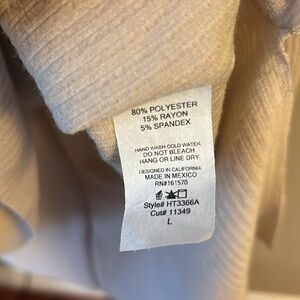 80% POLYESTER
15% RAYON
5% SPANDEX
HAND WASH COLD WATER
DO NOT BLEACH
HANG OR LINE DRY
DESIGNED IN CALIFORNIA
MADE IN MEXICO
RN#161570
Style# HT3366A
Cut# 11349
L